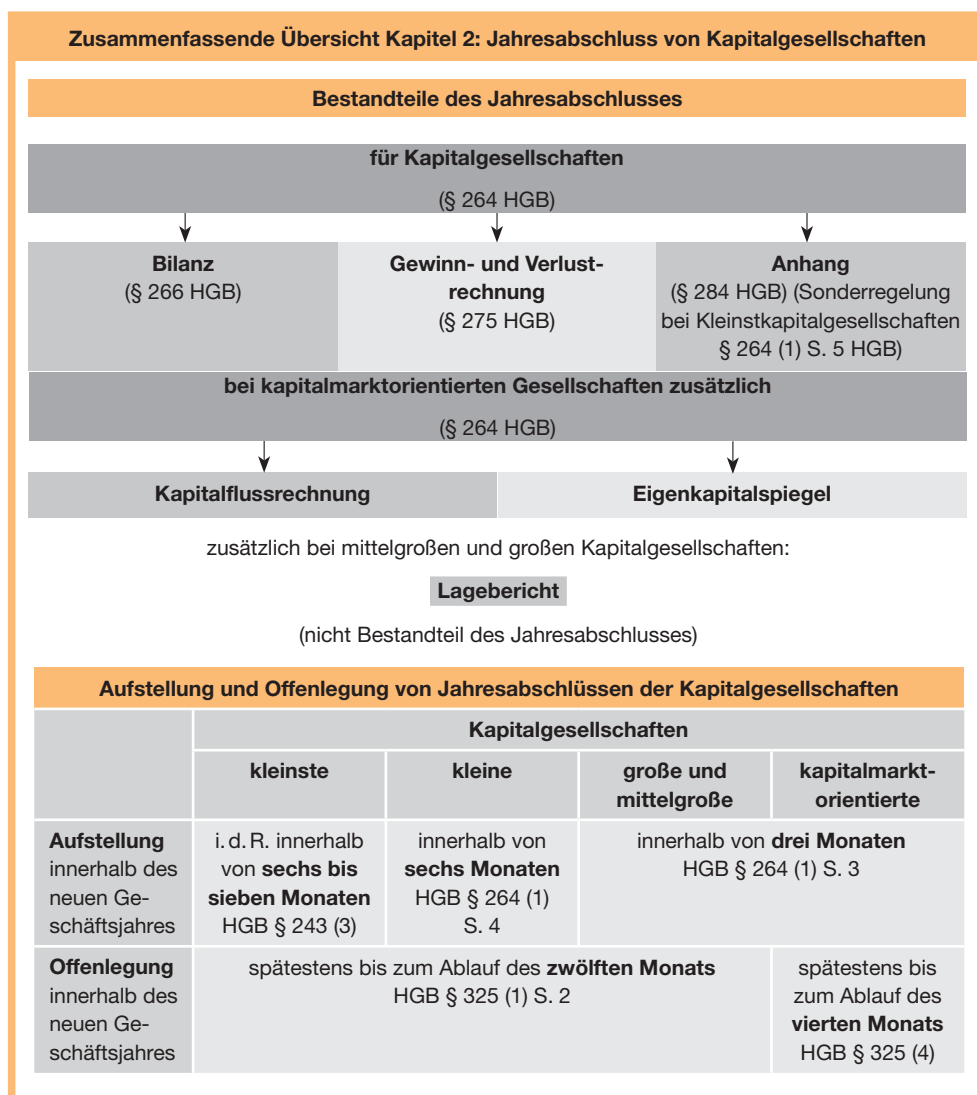 Zusammenfassende Übersicht Kapitel 2: Jahresabschluss von Kapitalgesellschaften
Bestandteile des Jahresabschlusses
für Kapitalgesellschaften
(§ 264 HGB)
Bilanz
(§ 266 HGB)
Gewinn- und Verlust-
rechnung
(§ 275 HGB)
Anhang
(§ 284 HGB) (Sonderregelung
bei Kleinstkapitalgesellschaften
§ 264 (1) S. 5 HGB)
bei kapitalmarktorientierten Gesellschaften zusätzlich
(§ 264 HGB)
Kapitalflussrechnung
Eigenkapitalspiegel
zusätzlich bei mittelgroßen und großen Kapitalgesellschaften:
Lagebericht
(nicht Bestandteil des Jahresabschlusses)
Aufstellung und Offenlegung von Jahresabschlüssen der Kapitalgesellschaften
Kapitalgesellschaften
kleinste
kleine
große und
mittelgroße
kapitalmarkt-
orientierte
Aufstellung
innerhalb des
neuen Ge-
schäftsjahres
i. d. R. innerhalb
von sechs bis
sieben Monaten
HGB § 243 (3)
innerhalb von
sechs Monaten
HGB § 264 (1)
S. 4
innerhalb von drei Monaten
HGB § 264 (1) S. 3
Offenlegung
innerhalb des
neuen Ge-
schäftsjahres
spätestens bis zum Ablauf des zwölften Monats
HGB § 325 (1) S. 2
spätestens bis
zum Ablauf des
vierten Monats
HGB § 325 (4)